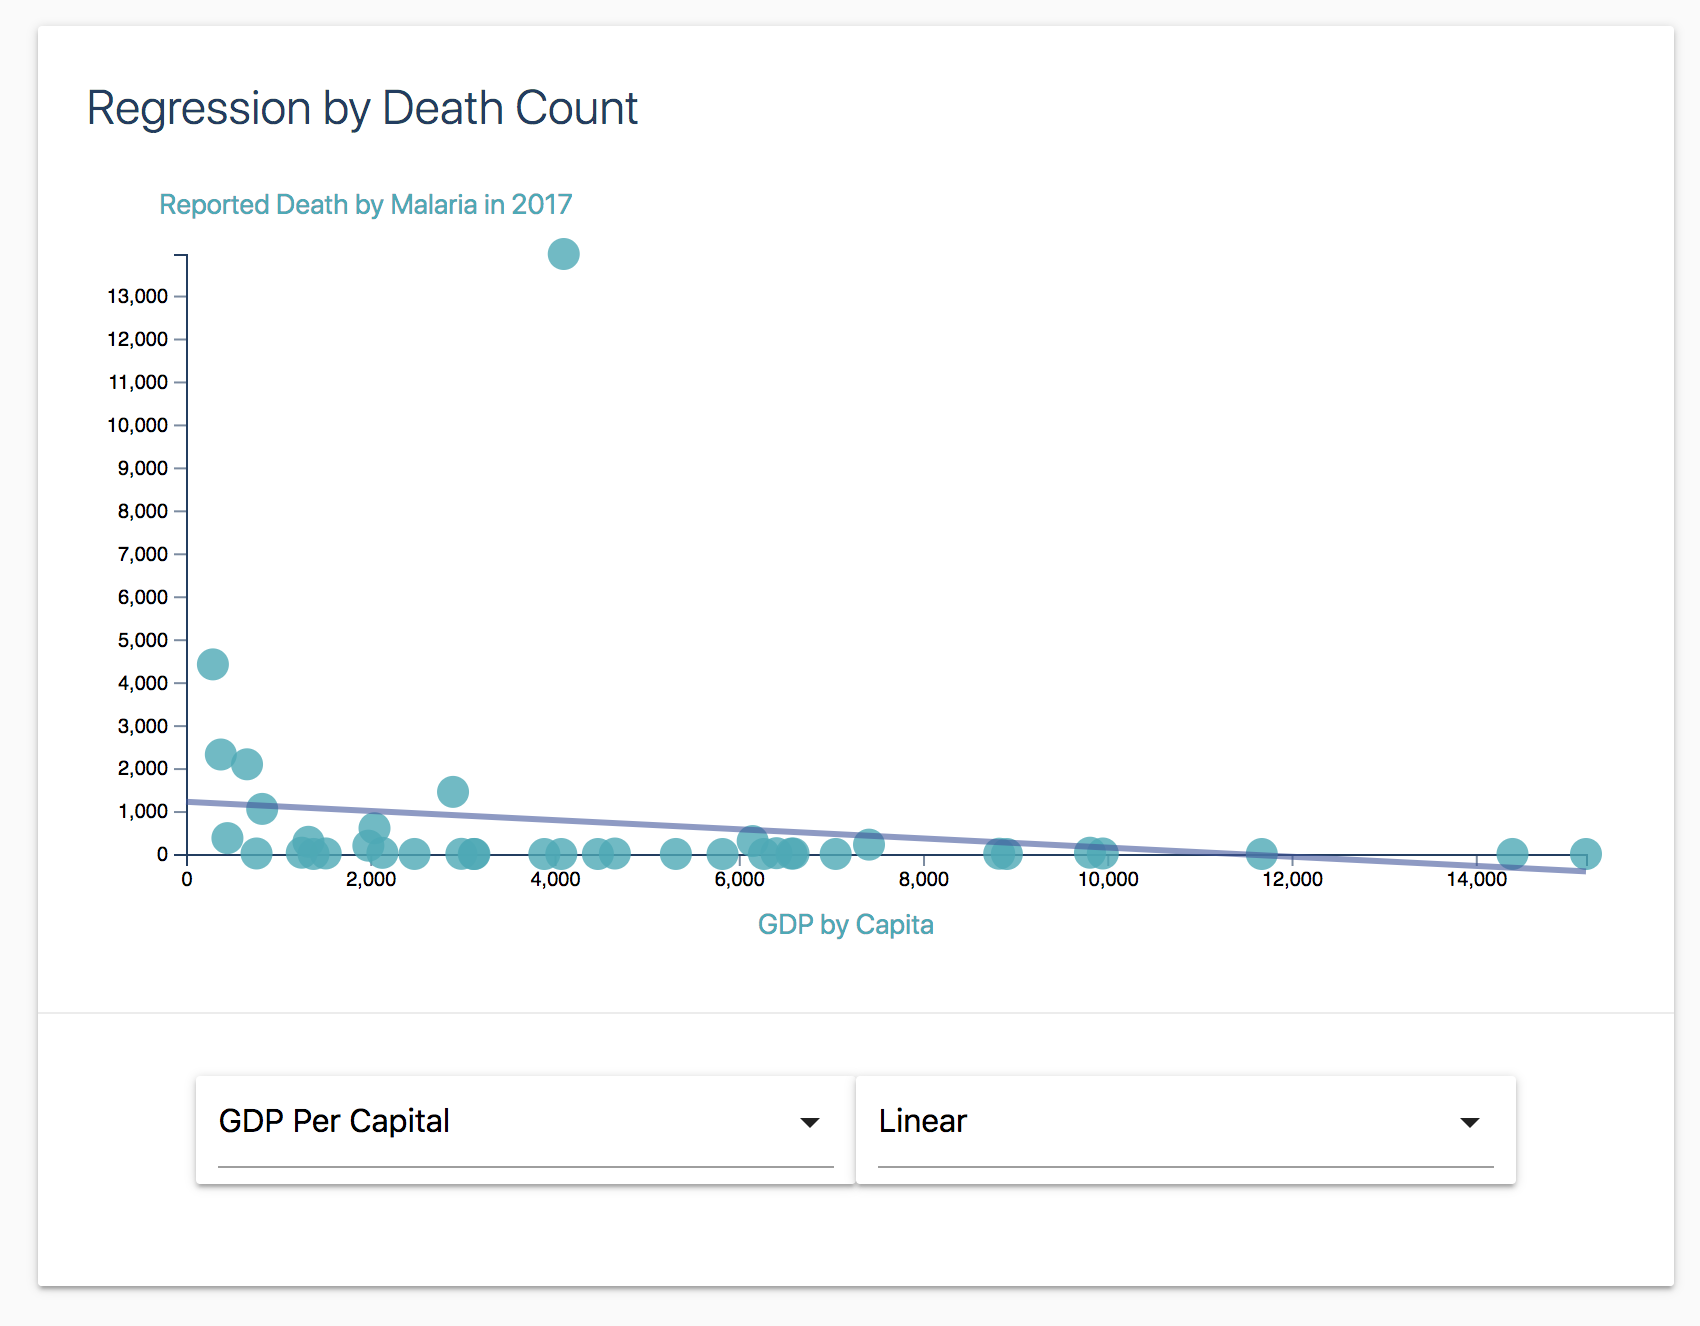 Regression by Death Count
Reported Death by Malaria in 2017
13,000
12,000
11,000
10,000
9,000
8,000
7,000
6,000
5,000
4,000
3,000
2,000
1,000
0
0 2,000 4,000 6,000 8,000 10,000 12,000 14,000
GDP by Capita
GDP Per Capital Linear